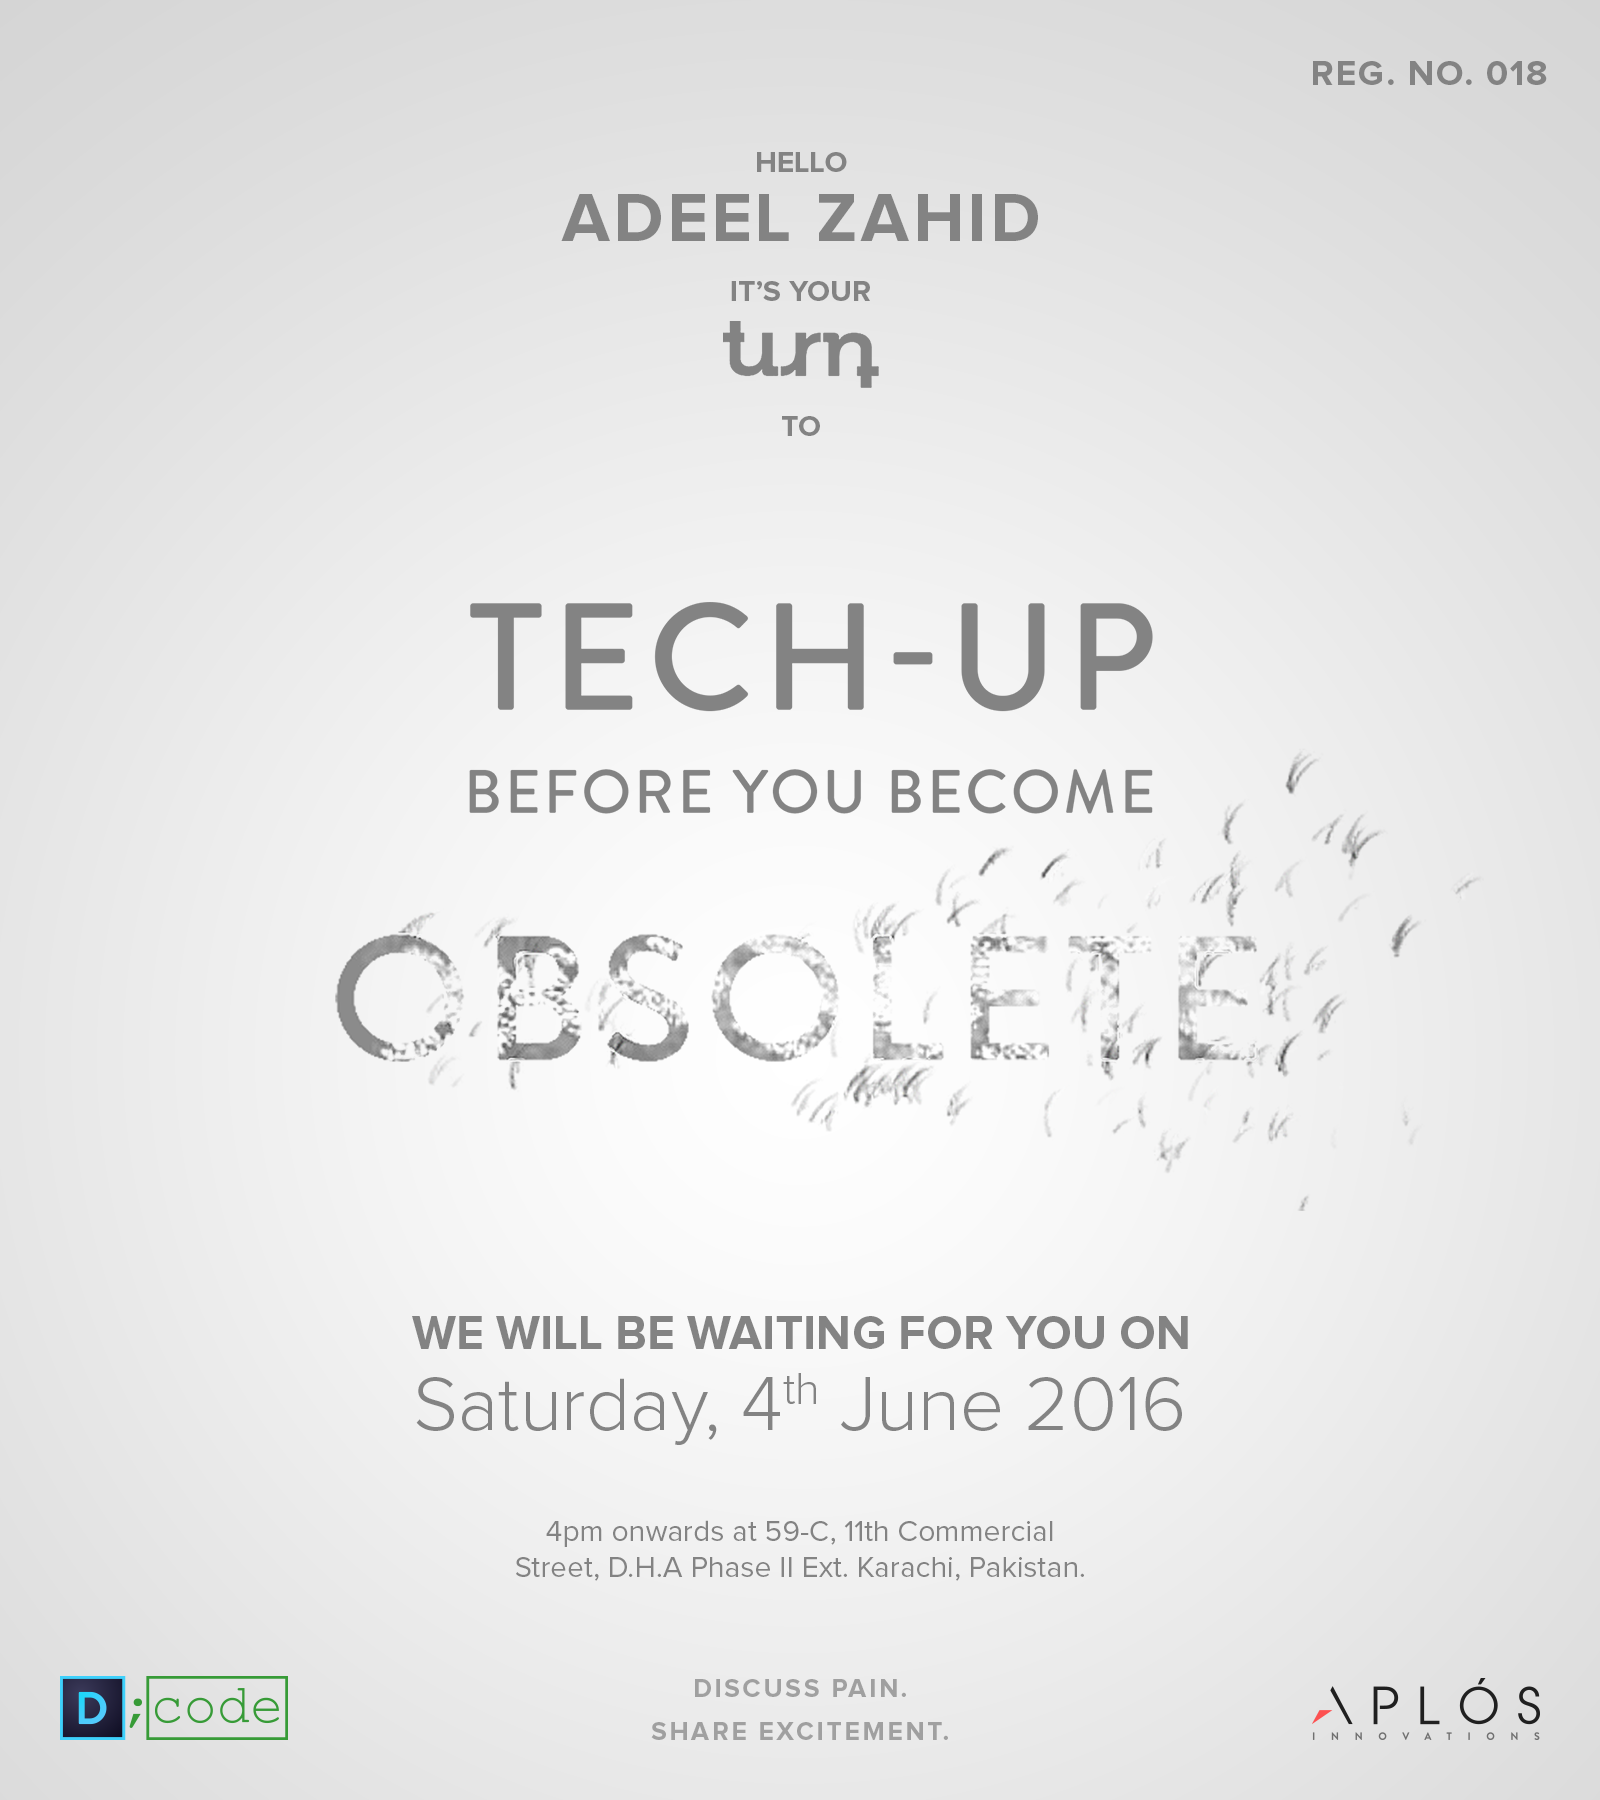 REG. NO. 018
HELLO
ADEEL ZAHID
IT'S YOUR
turn
TO
TECH-UP
BEFORE YOU BECOME
OBSOLETE
WE WILL BE WAITING FOR YOU ON
Saturday, 4th June 2016
4pm onwards at 59-C, 11th Commercial
Street, D.H.A Phase II Ext. Karachi, Pakistan.
D;code
DISCUSS PAIN.
SHARE EXCITEMENT.
APLÓS
INNOVATIONS